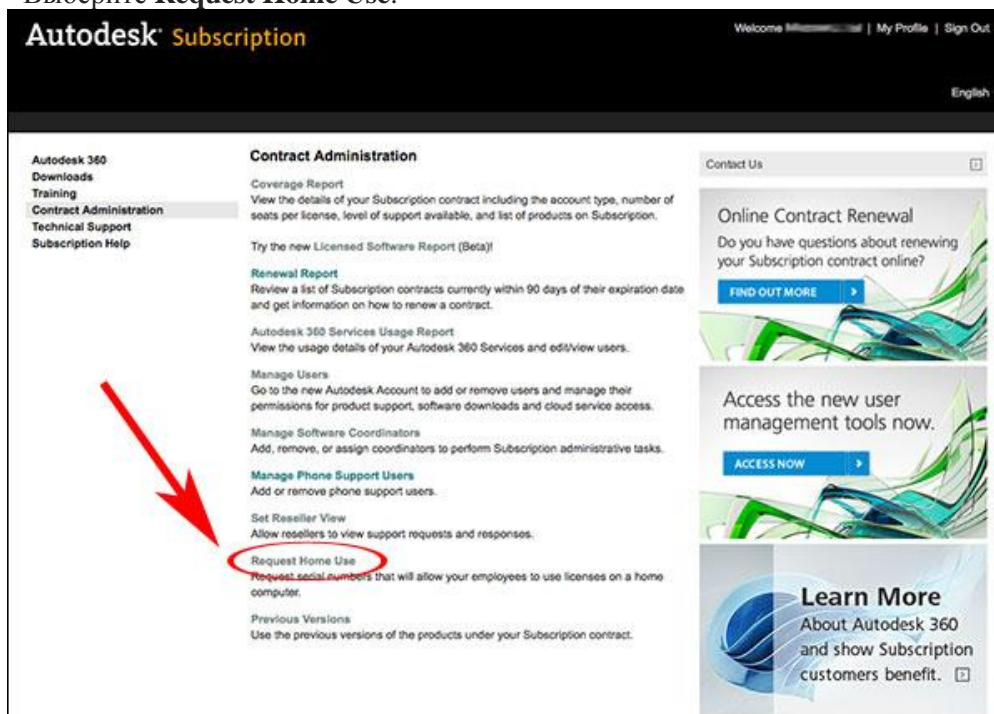 Выберите Request Home Use.
Autodesk Subscription
Welcome | My Profile | Sign Out
English
Autodesk 360
Downloads
Training
Contract Administration
Technical Support
Subscription Help
Contract Administration
Coverage Report
View the details of your Subscription contract including the account type, number of
seats per license, level of support available, and list of products on Subscription.
Try the new Licensed Software Report (Beta)!
Renewal Report
Review a list of Subscription contracts currently within 90 days of their expiration date
and get information on how to renew a contract.
Autodesk 360 Services Usage Report
View the usage details of your Autodesk 360 Services and edit/view users.
Manage Users
Go to the new Autodesk Account to add or remove users and manage their
permissions for product support, software downloads and cloud service access.
Manage Software Coordinators
Add, remove, or assign coordinators to perform Subscription administrative tasks.
Manage Phone Support Users
Add or remove phone support users.
Set Reseller View
Allow resellers to view support requests and responses.
Request Home Use
Request serial numbers that will allow your employees to use licenses on a home
computer.
Previous Versions
Use the previous versions of the products under your Subscription contract.
Contact Us
Online Contract Renewal
Do you have questions about renewing
your Subscription contract online?
FIND OUT MORE
Access the new user
management tools now.
ACCESS NOW
Learn More
About Autodesk 360
and show Subscription
customers benefit.